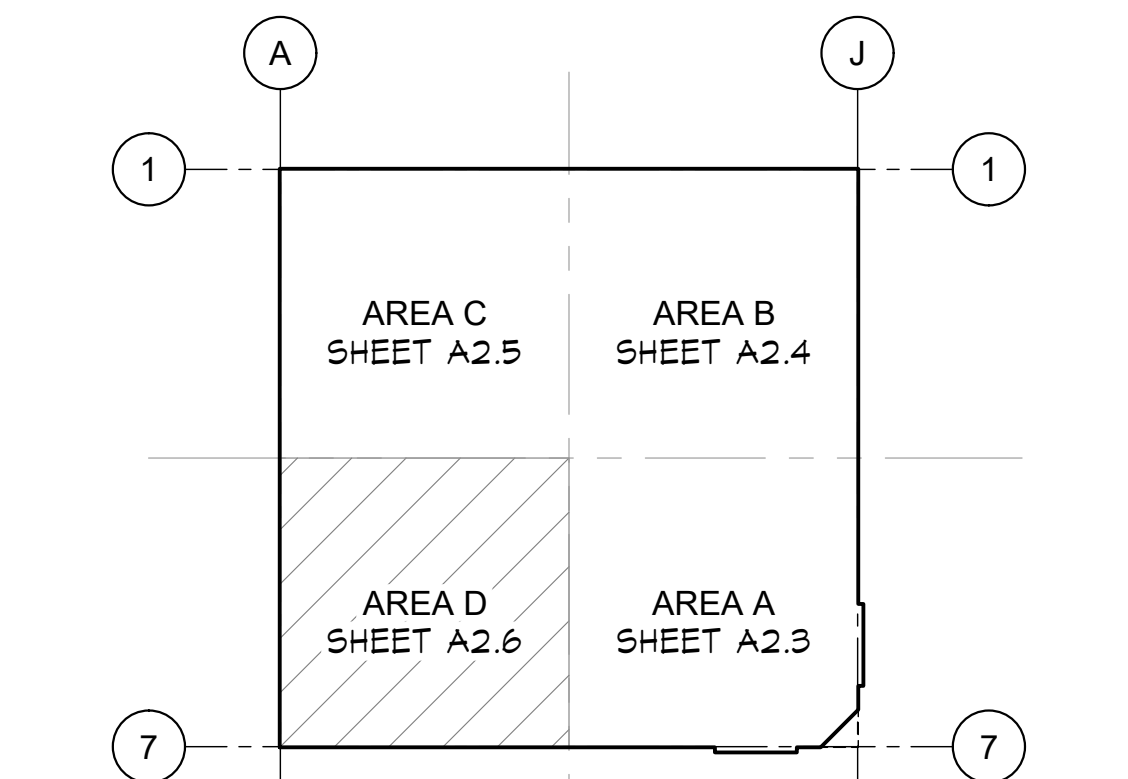 A
J
1
1
AREA C
SHEET A2.5
AREA B
SHEET A2.4
AREA D
SHEET A2.6
AREA A
SHEET A2.3
7
7